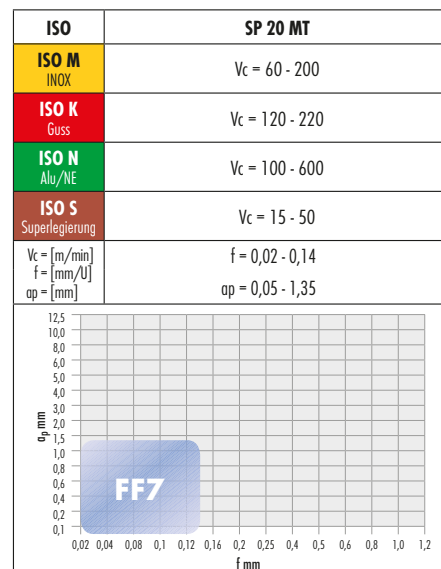 ISO SP 20 MT
ISO M
INOX
Vc = 60 - 200
ISO K
Guss
Vc = 120 - 220
ISO N
Alu/NE
Vc = 100 - 600
ISO S
Superlegierung
Vc = 15 - 50
Vc = [m/min]
f = [mm/U]
ap = [mm]
f = 0,02 - 0,14
ap = 0,05 - 1,35
12,5
10,0
8,0
6,0
5,0
4,0
3,0
2,0
1,5
1,0
0,8
0,6
0,4
0,2
0,1
ap mm
FF7
0,02 0,04 0,08 0,1 0,12 0,16 0,2 0,25 0,4 0,5 0,6 0,8 1,0 1,2
f mm